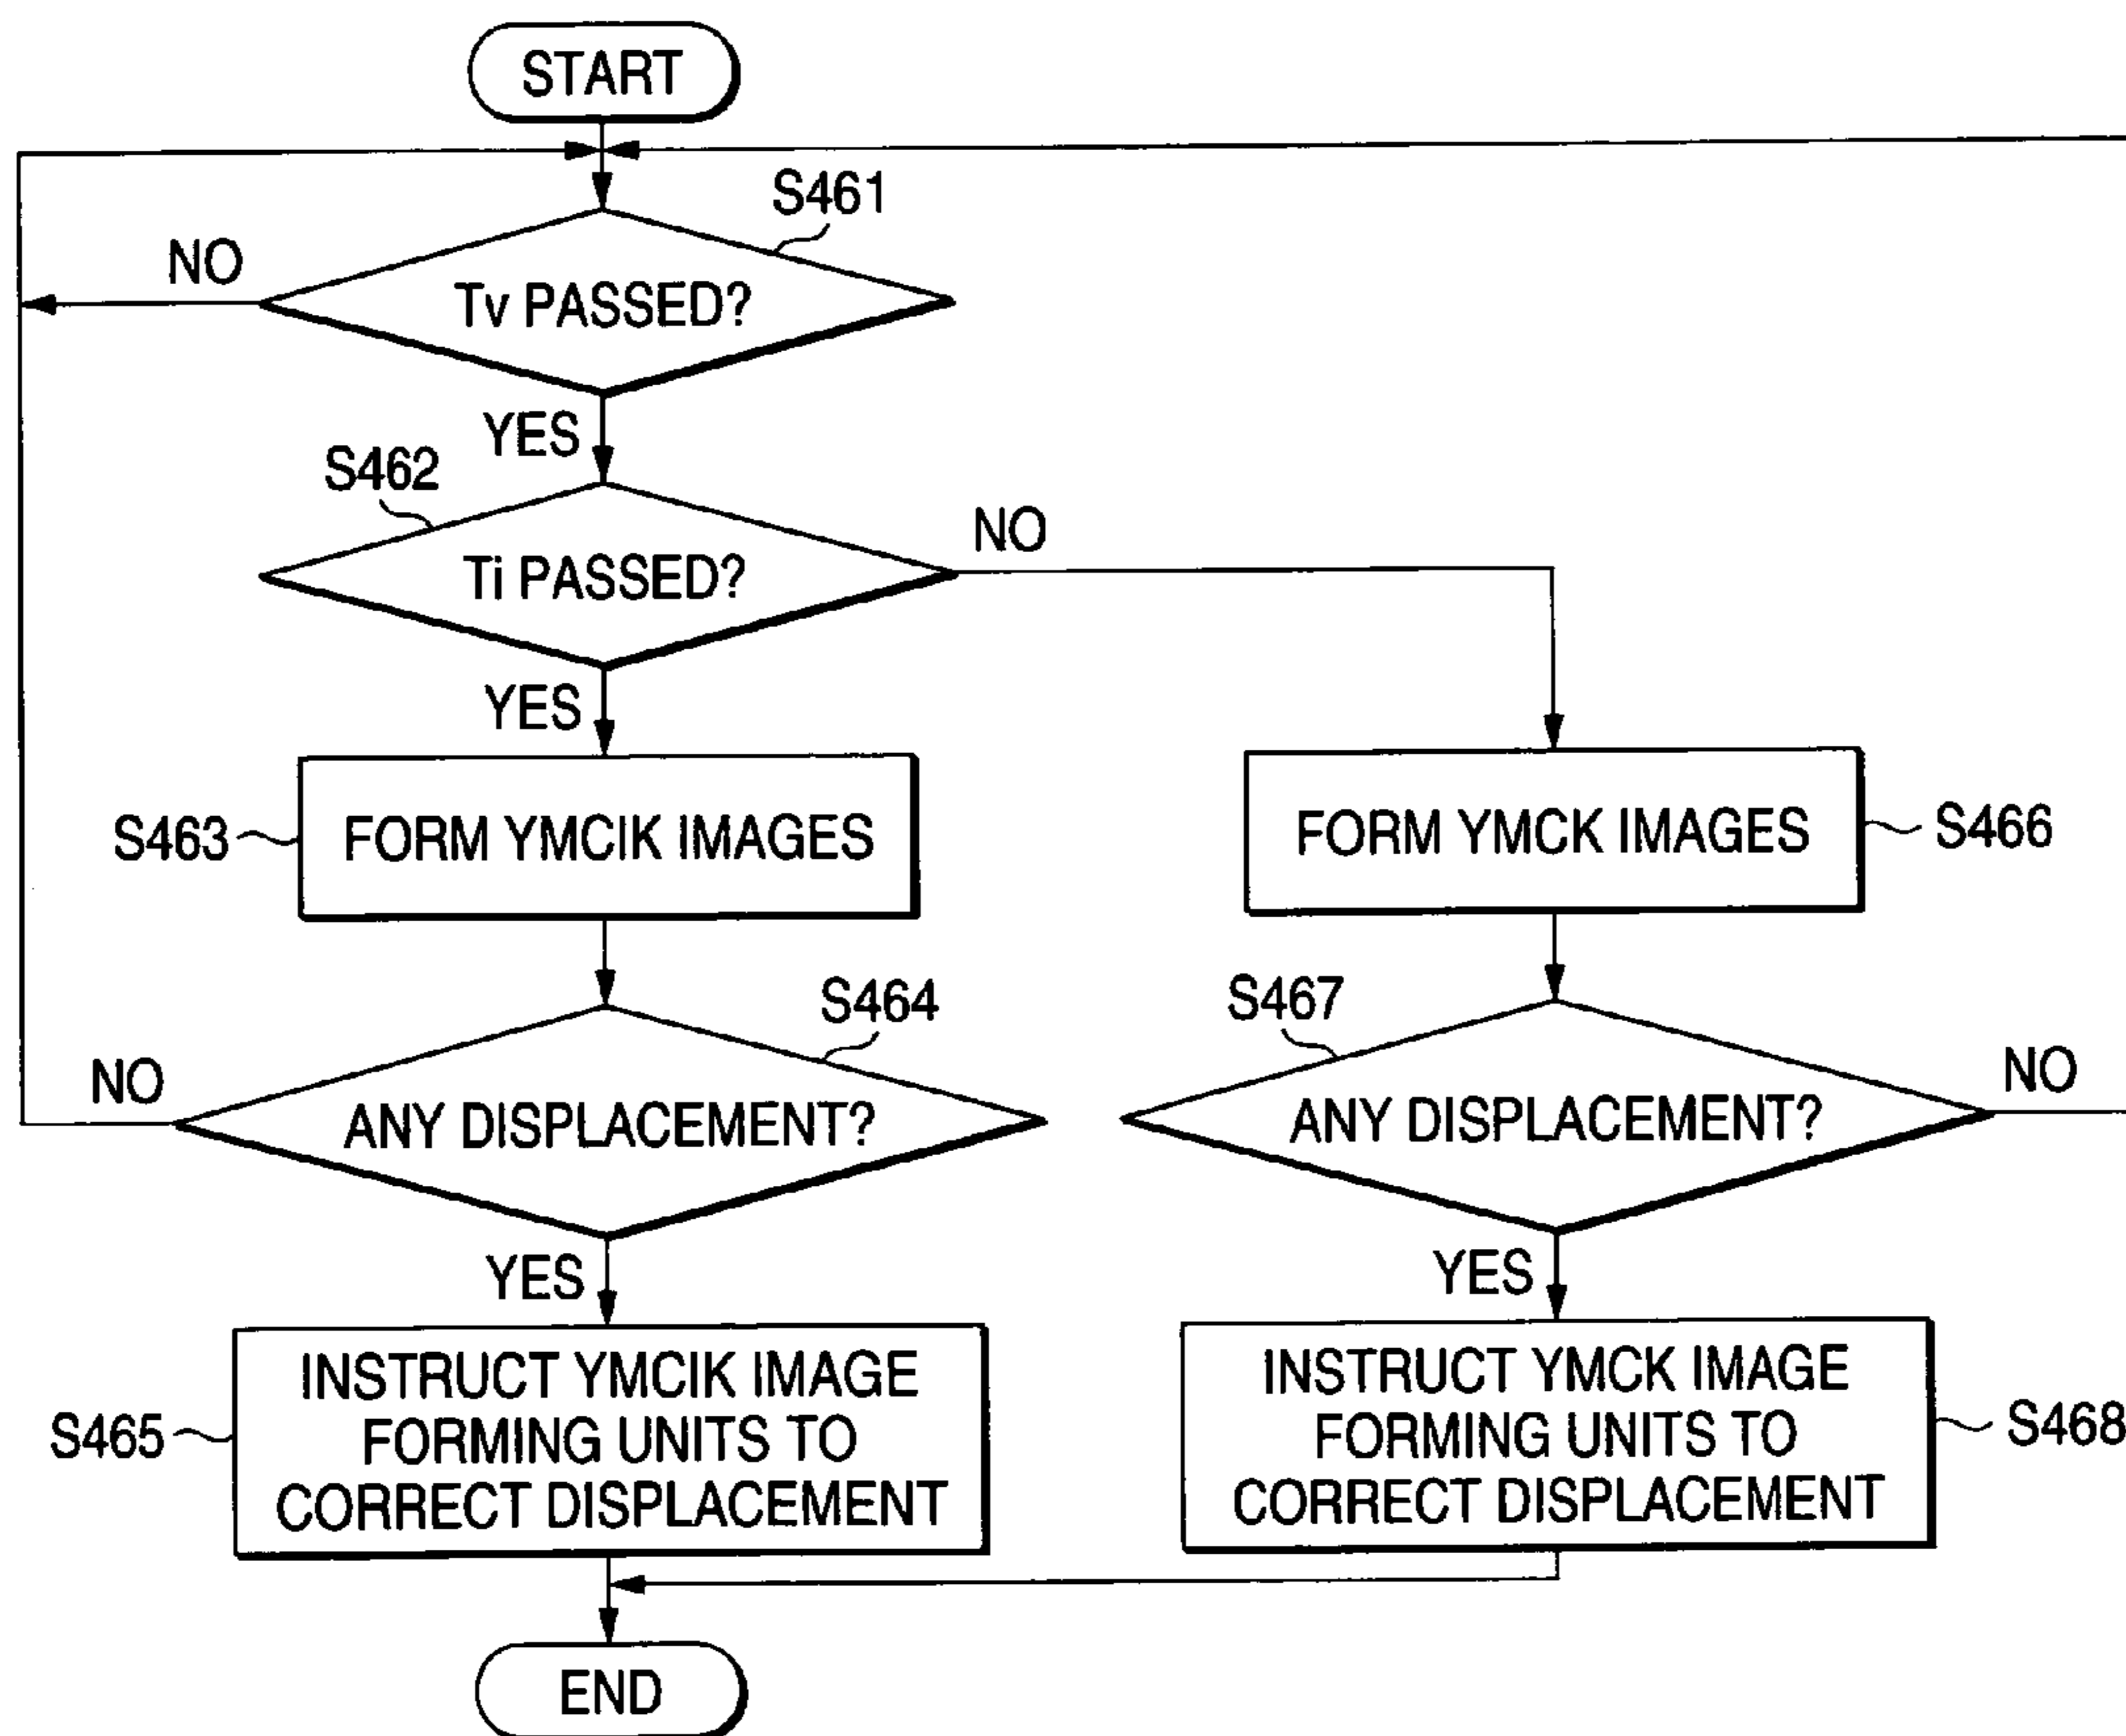 START
S461
NO
Tv PASSED?
YES
S462
NO
Ti PASSED?
YES
S463
FORM YMCIK IMAGES
FORM YMCK IMAGES
S466
S464
S467
NO
ANY DISPLACEMENT?
ANY DISPLACEMENT?
NO
YES
YES
S465
INSTRUCT YMCIK IMAGE
FORMING UNITS TO
CORRECT DISPLACEMENT
INSTRUCT YMCK IMAGE
FORMING UNITS TO
CORRECT DISPLACEMENT
S468
END